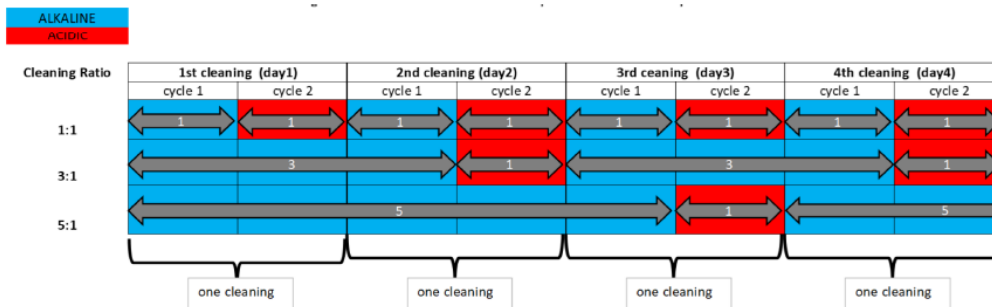 ALKALINE
ACIDIC
Cleaning Ratio 1st cleaning (day1) 2nd cleaning (day2) 3rd ceaning (day3) 4th cleaning (day4)
cycle 1 cycle 2 cycle 1 cycle 2 cycle 1 cycle 2 cycle 1 cycle 2
1:1 1 1 1 1 1 1 1 1
3:1 3 1 3 1
5:1 5 1 5
one cleaning one cleaning one cleaning one cleaning